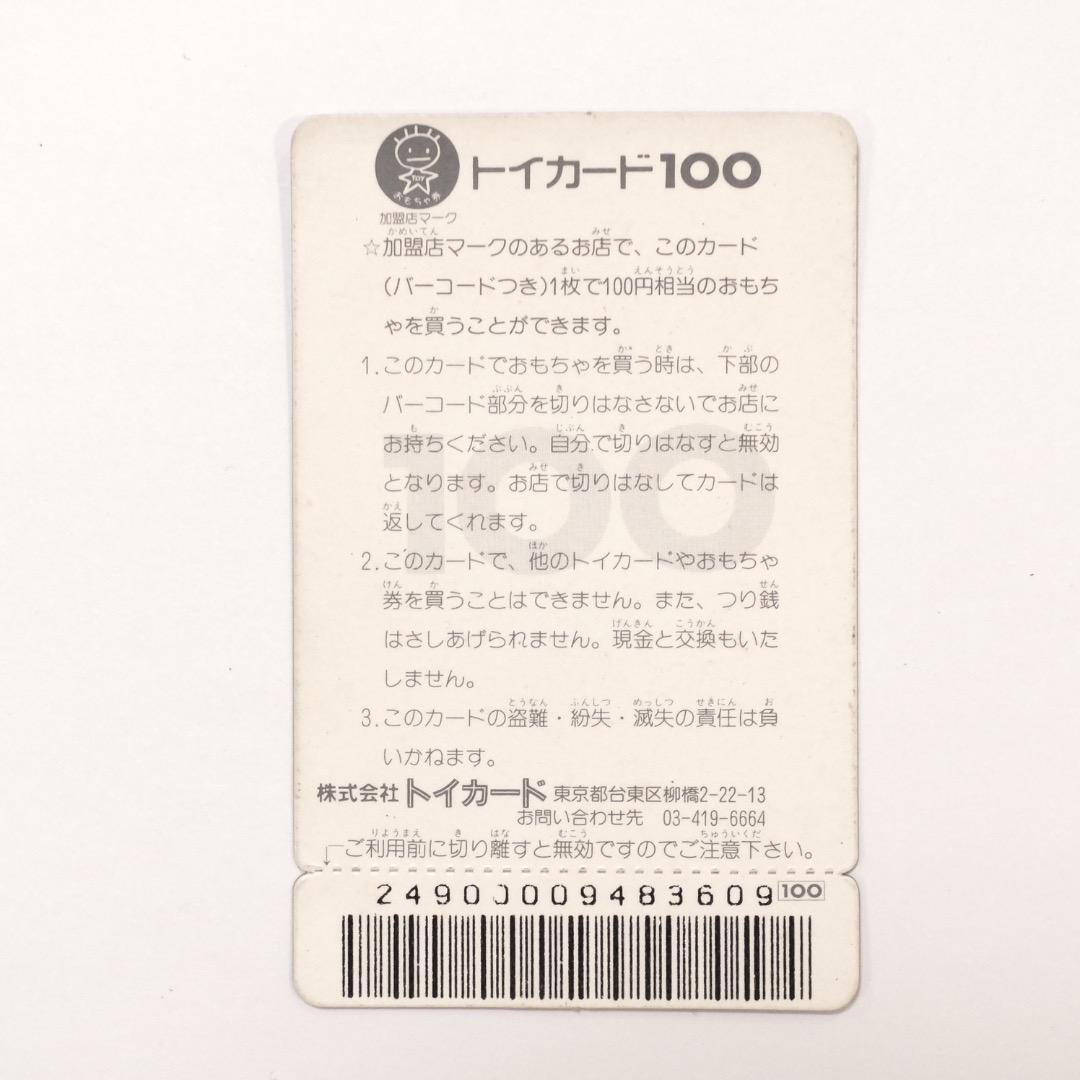 TOY
おもちゃ券
トイカード100
加盟店マーク
☆加盟店マークのあるお店で、このカード
(バーコードつき)1枚で100円相当のおもち
ゃを買うことができます。
1.このカードでおもちゃを買う時は、下部の
バーコード部分を切りはなさないでお店に
お持ちください。自分で切りはなすと無効
となります。お店で切りはなしてカードは
返してくれます。
2.このカードで、他のトイカードやおもちゃ
券を買うことはできません。また、つり銭
はさしあげられません。現金と交換もいた
しません。
3.このカードの盗難・紛失・滅失の責任は負
いかねます。
100
株式会社トイカード 東京都台東区柳橋2-22-13
お問い合わせ先 03-419-6664
ご利用前に切り離すと無効ですのでご注意下さい。
2490000009483609 100